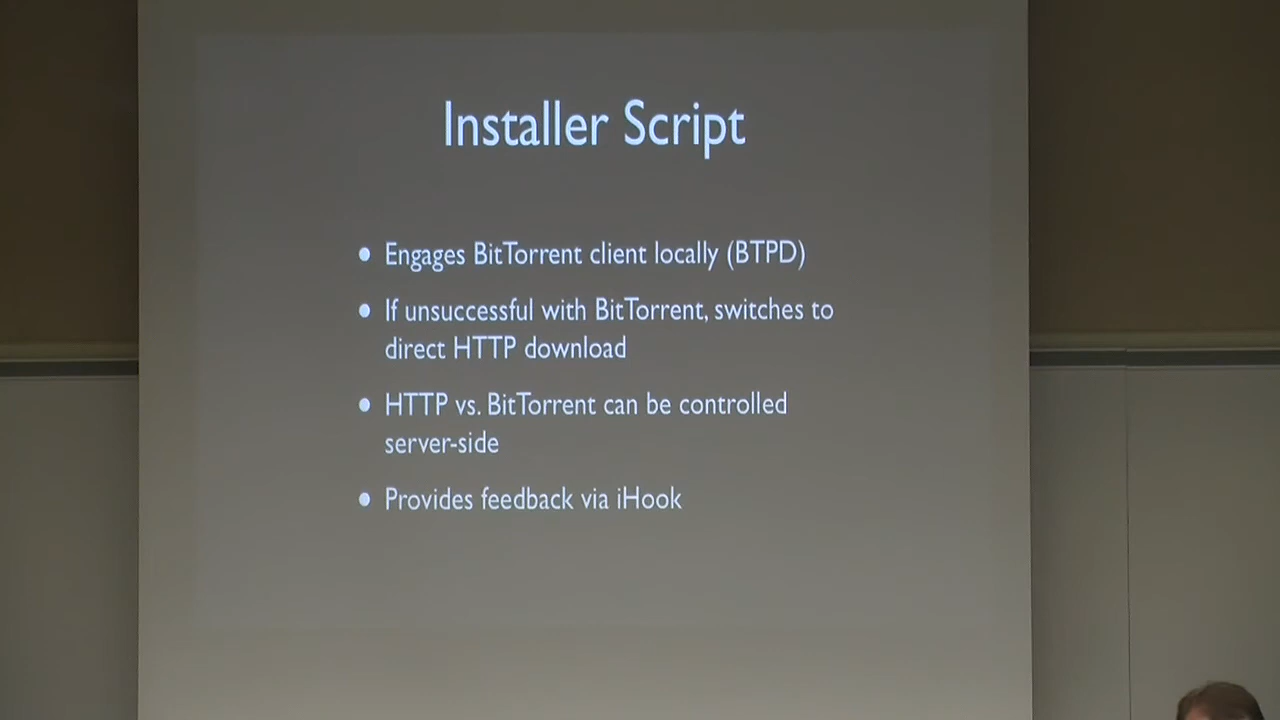 Installer Script
• Engages BitTorrent client locally (BTPD)
• If unsuccessful with BitTorrent, switches to
direct HTTP download
• HTTP vs. BitTorrent can be controlled
server-side
• Provides feedback via iHook